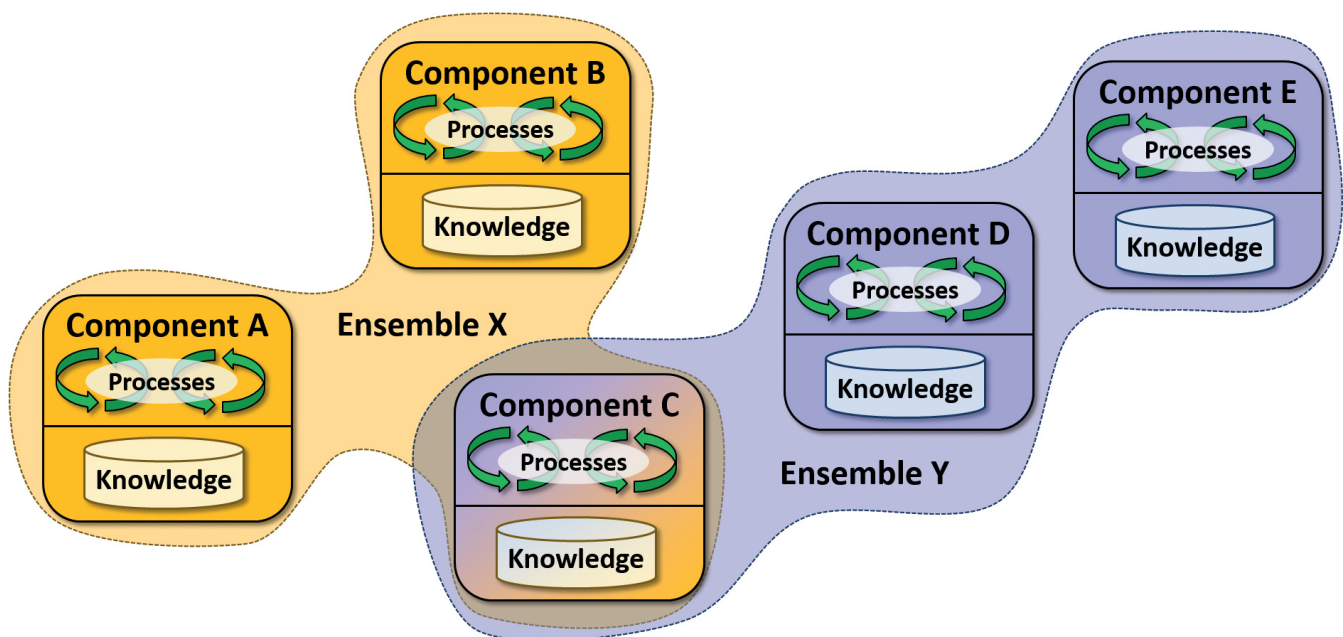 Component B
Processes
Knowledge
Component E
Processes
Knowledge
Component D
Processes
Knowledge
Component A
Processes
Knowledge
Ensemble X
Component C
Processes
Knowledge
Ensemble Y